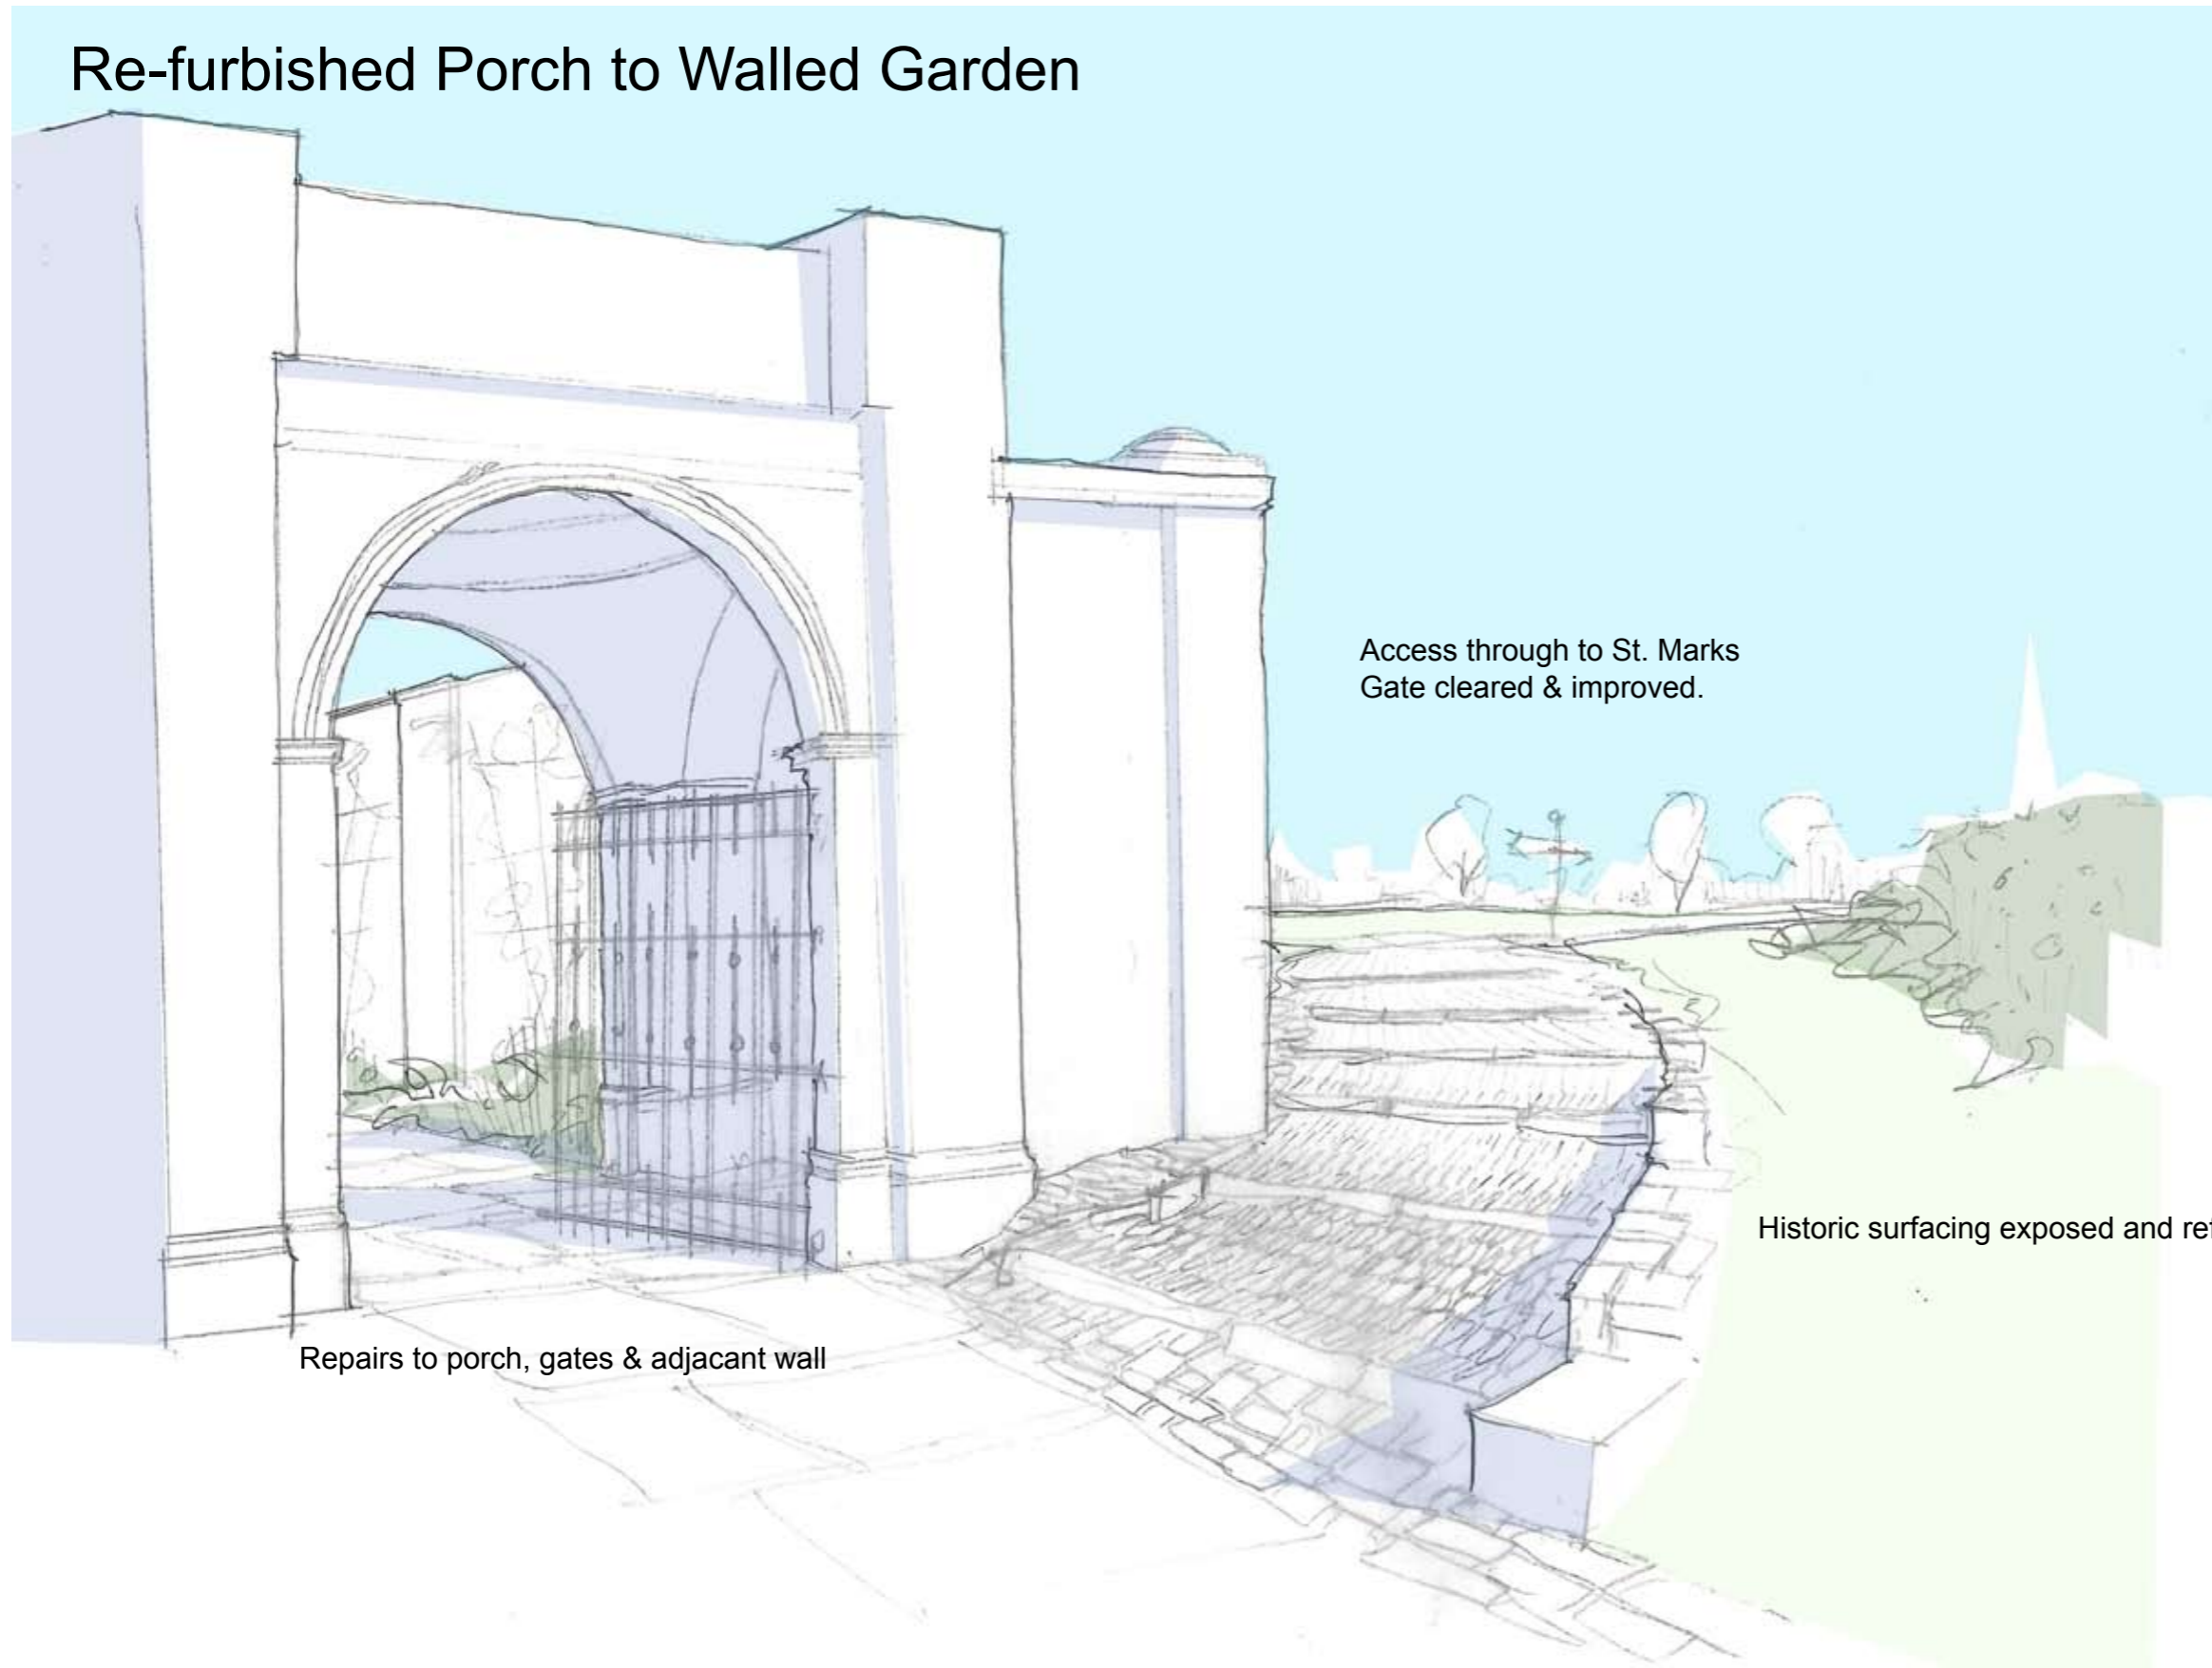 Re-furbished Porch to Walled Garden
Access through to St. Marks
Gate cleared & improved.
Historic surfacing exposed and
Repairs to porch, gates & adjacant wall